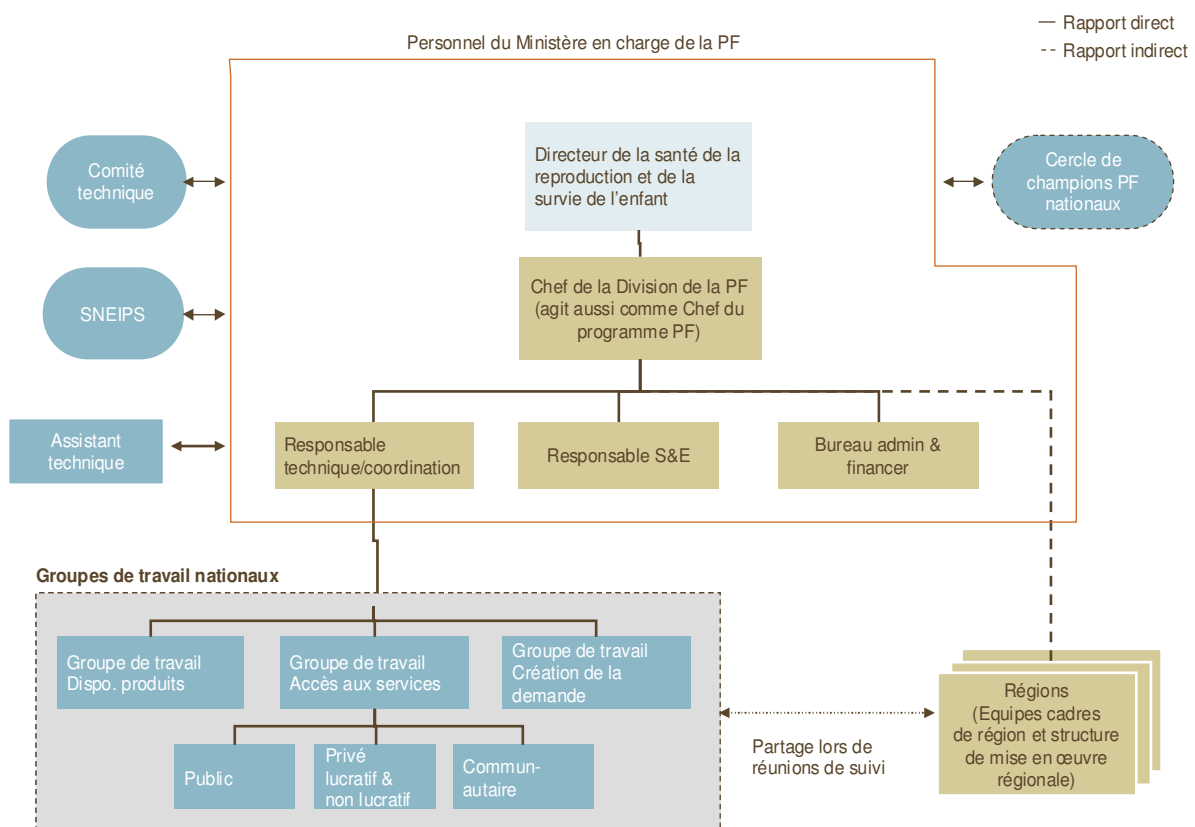 Personnel du Ministère en charge de la PF
Rapport direct
Rapport indirect
Comité
technique
Directeur de la santé de la
reproduction et de la
survie de l'enfant
Cercle de
champions PF
nationaux
SNEIPS
Chef de la Division de la PF
(agit aussi comme Chef du
programme PF)
Assistant
technique
Responsable
technique/coordination
Responsable S&E
Bureau admin &
financer
Groupes de travail nationaux
Groupe de travail
Dispo. produits
Groupe de travail
Accès aux services
Groupe de travail
Création de la
demande
Public
Privé
lucratif &
non lucratif
Commun-
autaire
Partage lors de
réunions de suivi
Régions
(Equipes cadres
de région et structure
de mise en œuvre
régionale)